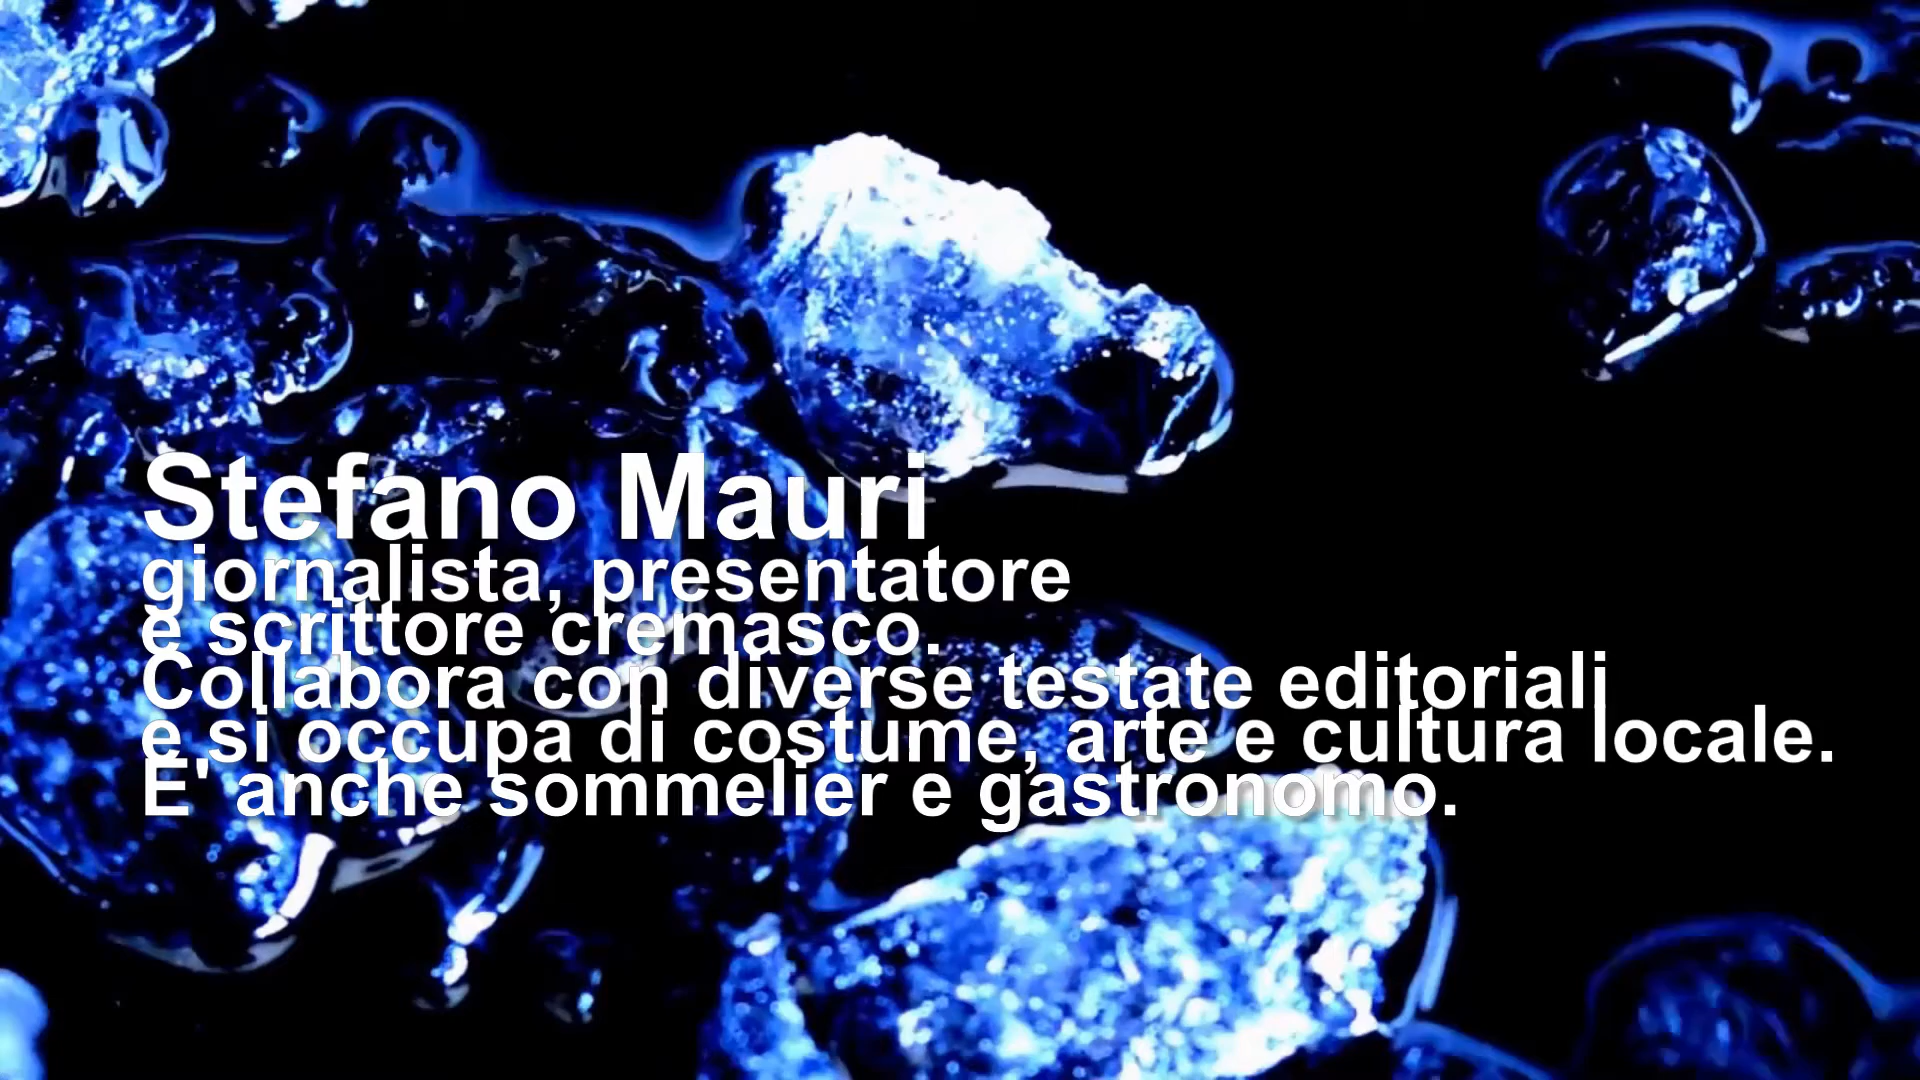 Stefano Mauri
giornalista, presentatore
e scrittore cremasco.
Collabora con diverse testate editoriali
e si occupa di costume, arte e cultura locale.
E' anche sommelier e gastronomo.